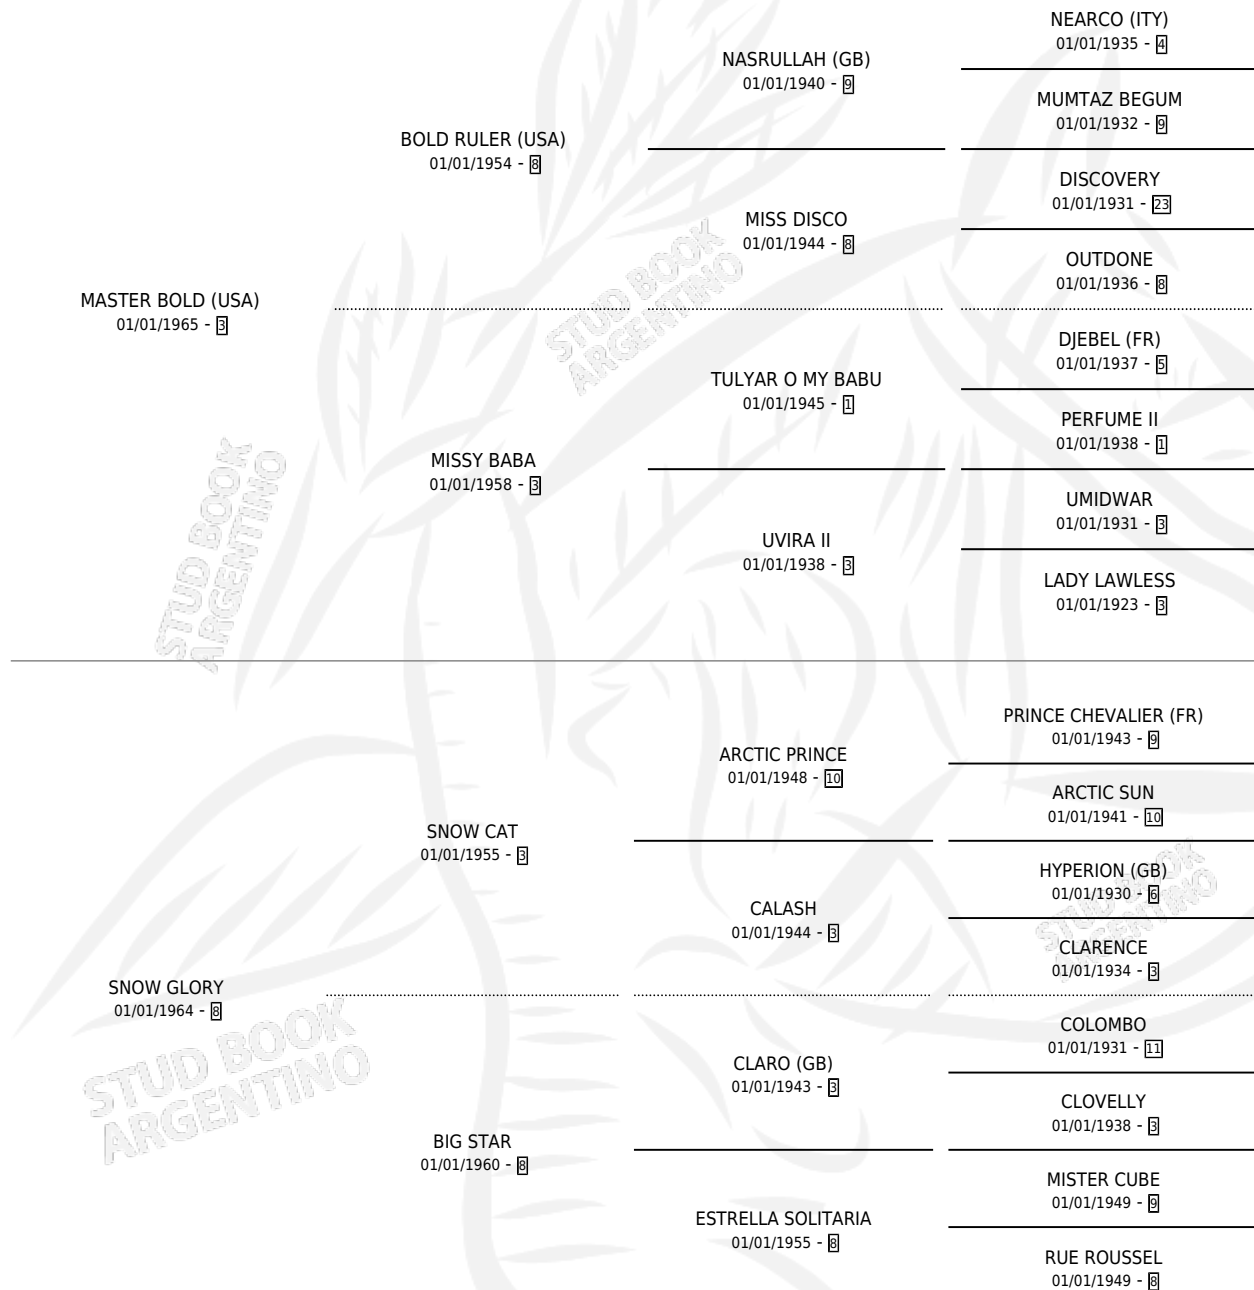 NEARCO (ITY)
01/01/1935 - 4
NASRULLAH (GB)
01/01/1940 - 9
MUMTAZ BEGUM
01/01/1932 - 9
BOLD RULER (USA)
01/01/1954 - 8
DISCOVERY
01/01/1931 - 23
MISS DISCO
01/01/1944 - 8
OUTDONE
01/01/1936 - 8
STUD BOOK
ARGENTINO
MASTER BOLD (USA)
01/01/1965 - 3
DJEBEL (FR)
01/01/1937 - 5
TULYAR O MY BABU
01/01/1945 - 1
PERFUME II
01/01/1938 - 1
MISSY BABA
01/01/1958 - 3
UMIDWAR
01/01/1931 - 3
UVIRA II
01/01/1938 - 3
LADY LAWLESS
01/01/1923 - 3
STUD BOOK
ARGENTINO
PRINCE CHEVALIER (FR)
01/01/1943 - 9
ARCTIC PRINCE
01/01/1948 - 10
ARCTIC SUN
01/01/1941 - 10
SNOW CAT
01/01/1955 - 3
HYPERION (GB)
01/01/1930 - 6
CALASH
01/01/1944 - 3
CLARENCE
01/01/1934 - 3
STUD BOOK
ARGENTINO
SNOW GLORY
01/01/1964 - 8
COLOMBO
01/01/1931 - 11
CLARO (GB)
01/01/1943 - 3
CLOVELLY
01/01/1938 - 3
STUD BOOK
ARGENTINO
BIG STAR
01/01/1960 - 8
MISTER CUBE
01/01/1949 - 9
ESTRELLA SOLITARIA
01/01/1955 - 8
RUE ROUSSEL
01/01/1949 - 8